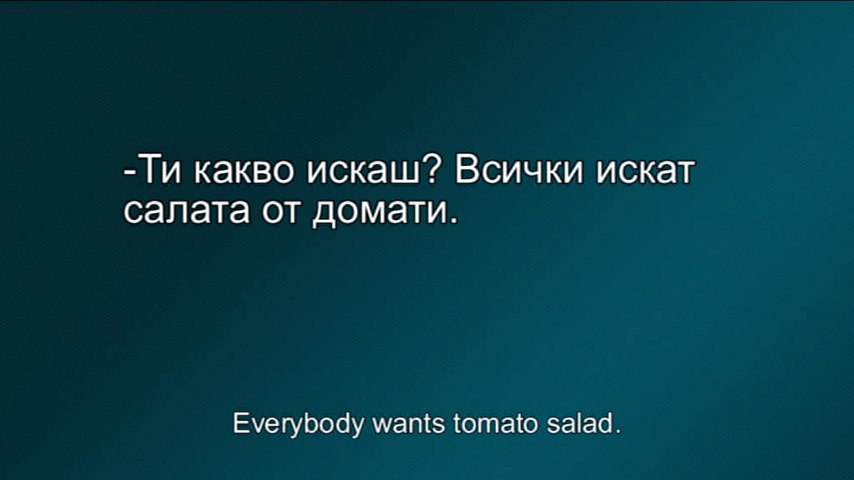 -Ти какво искаш? Всички искат
салата от домати.
Everybody wants tomato salad.